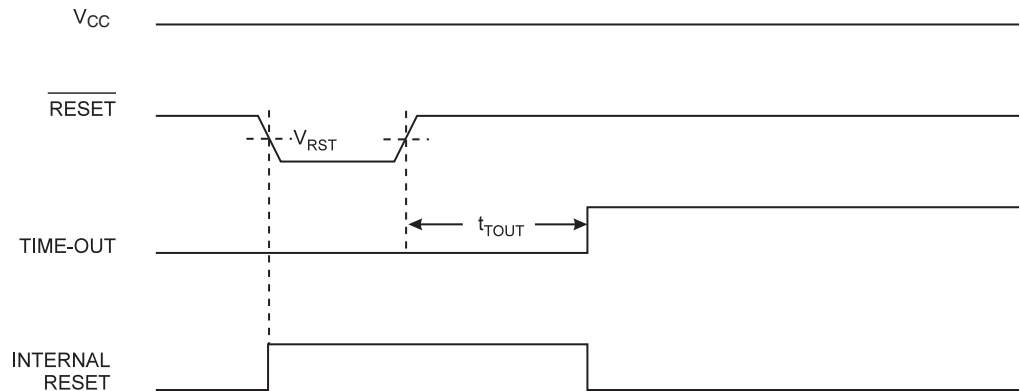 VCC
RESET
VRST
tTOUT
TIME-OUT
INTERNAL
RESET